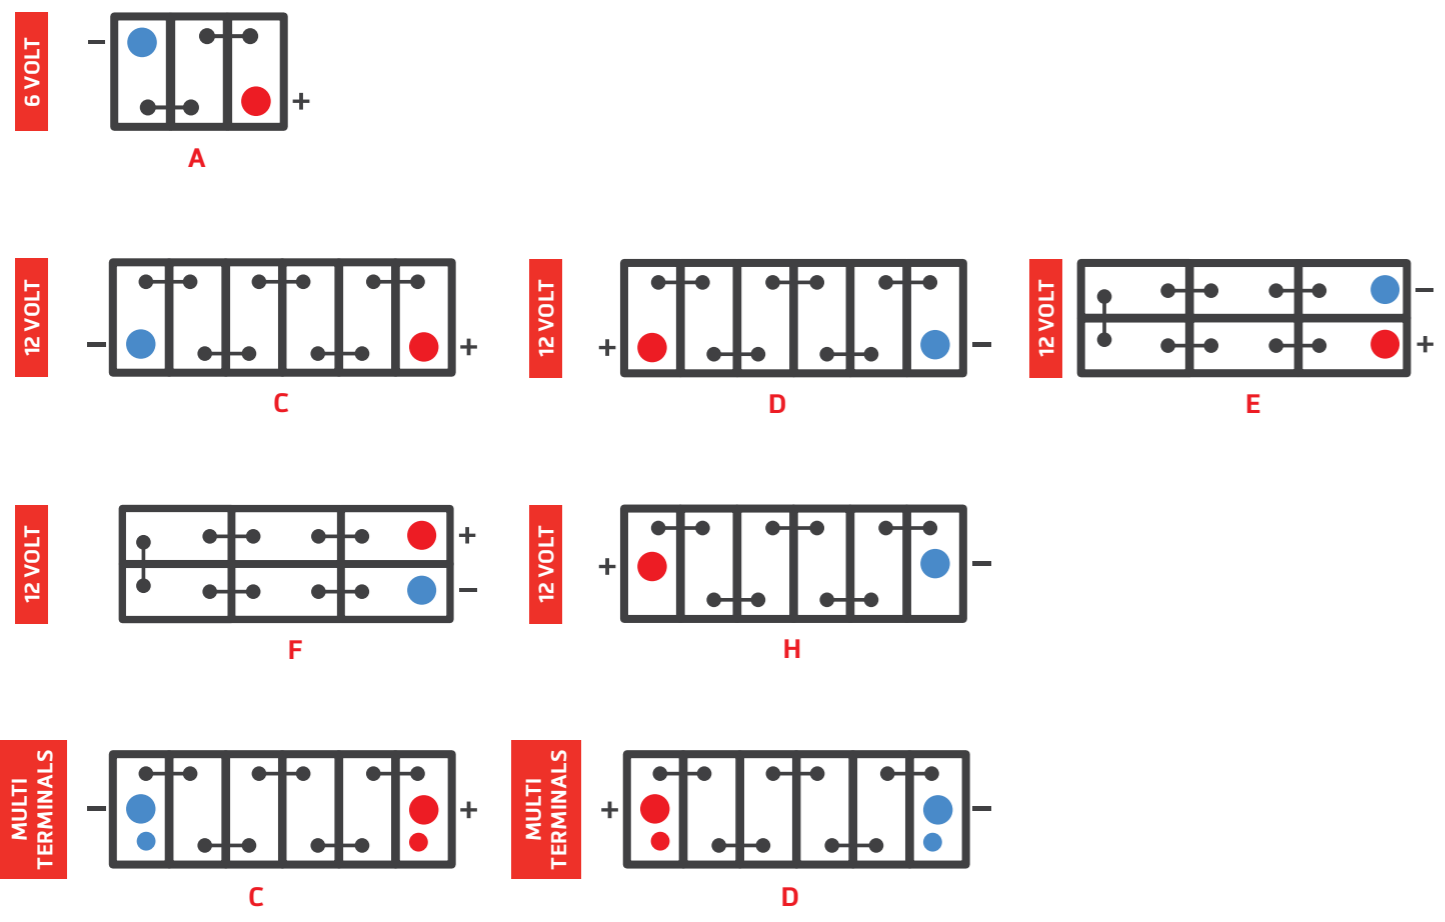 6 VOLT
−
+
A
12 VOLT
−
+
C
12 VOLT
+
−
D
12 VOLT
−
+
E
12 VOLT
+
−
F
12 VOLT
+
−
H
MULTI
TERMINALS
−
+
C
MULTI
TERMINALS
+
−
D